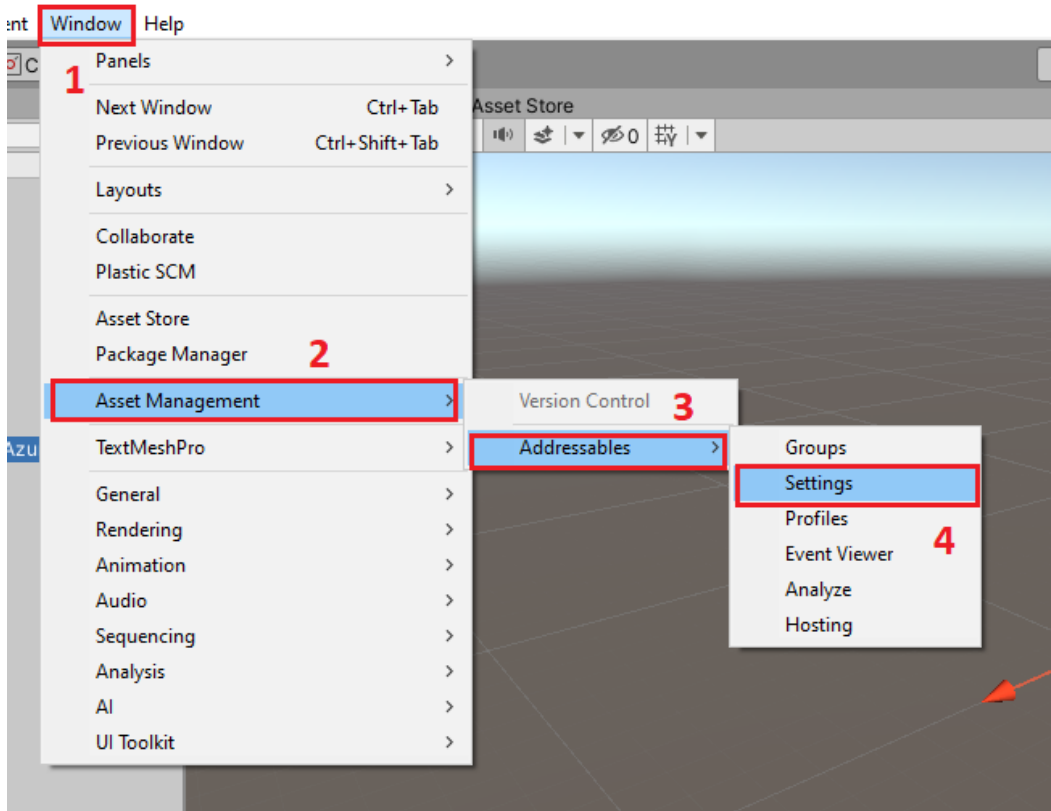 ent Window Help
1
C
Panels
Next Window Ctrl+Tab
Asset Store
Previous Window Ctrl+Shift+Tab
0
Layouts
Collaborate
Plastic SCM
Asset Store
Package Manager
2
Asset Management
Version Control
3
Azu
TextMeshPro
Addressables
Groups
General
Settings
Rendering
Profiles
4
Animation
Event Viewer
Audio
Analyze
Sequencing
Hosting
Analysis
AI
UI Toolkit